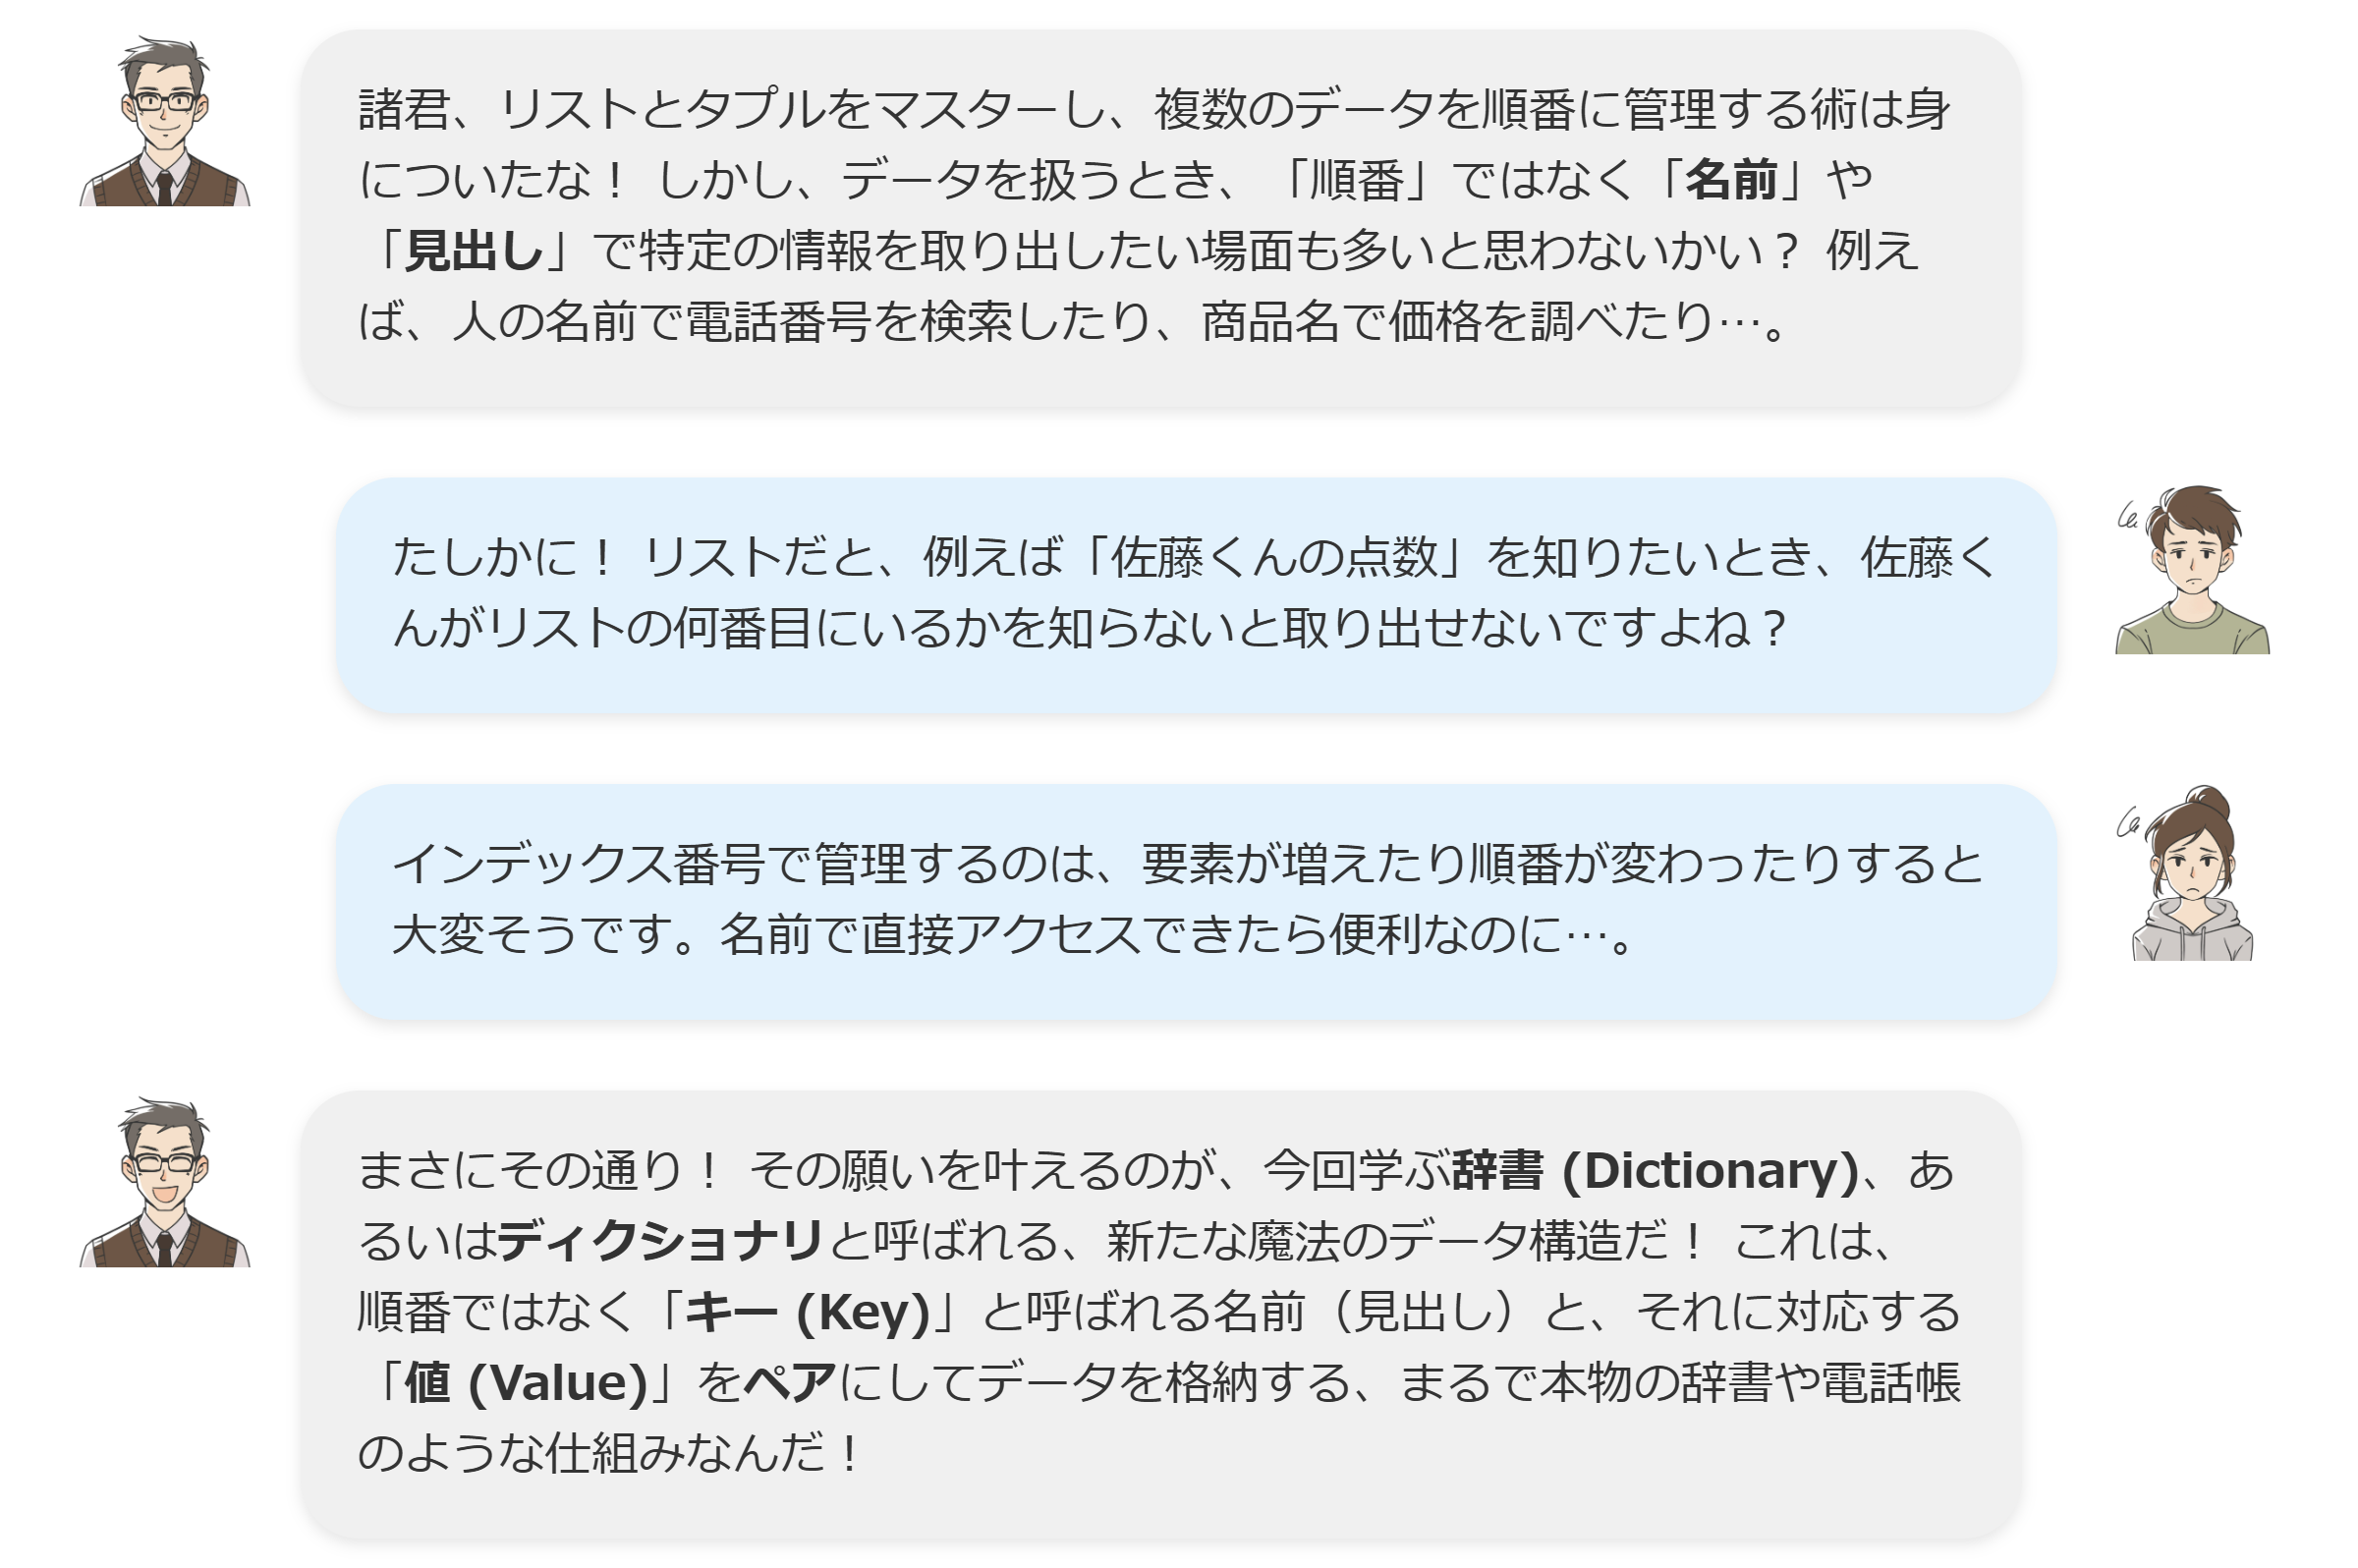 諸君、リストとタプルをマスターし、複数のデータを順番に管理する術は身
についたな！ しかし、データを扱うとき、「順番」ではなく「名前」や
「見出し」で特定の情報を取り出したい場面も多いと思わないかい？ 例え
ば、人の名前で電話番号を検索したり、商品名で価格を調べたり…。
たしかに！ リストだと、例えば「佐藤くんの点数」を知りたいとき、佐藤く
んがリストの何番目にいるかを知らないと取り出せないですよね？
インデックス番号で管理するのは、要素が増えたり順番が変わったりすると
大変そうです。名前で直接アクセスできたら便利なのに…。
まさにその通り！ その願いを叶えるのが、今回学ぶ辞書 (Dictionary)、あ
るいはディクショナリと呼ばれる、新たな魔法のデータ構造だ！ これは、
順番ではなく「キー (Key)」と呼ばれる名前（見出し）と、それに対応する
「値 (Value)」をペアにしてデータを格納する、まるで本物の辞書や電話帳
のような仕組みなんだ！